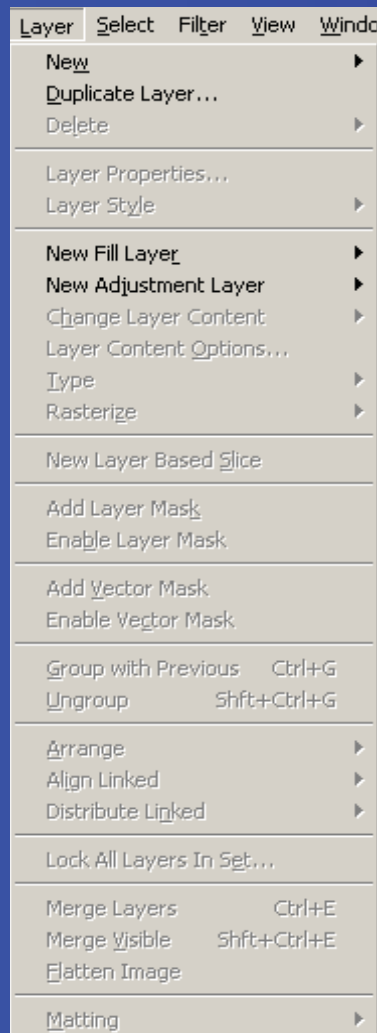 Layer Select Filter View Windo
New
Duplicate Layer...
Delete
Layer Properties...
Layer Style
New Fill Layer
New Adjustment Layer
Change Layer Content
Layer Content Options...
Type
Rasterize
New Layer Based Slice
Add Layer Mask
Enable Layer Mask
Add Vector Mask
Enable Vector Mask
Group with Previous Ctrl+G
Ungroup Shft+Ctrl+G
Arrange
Align Linked
Distribute Linked
Lock All Layers In Set...
Merge Layers Ctrl+E
Merge Visible Shft+Ctrl+E
Flatten Image
Matting